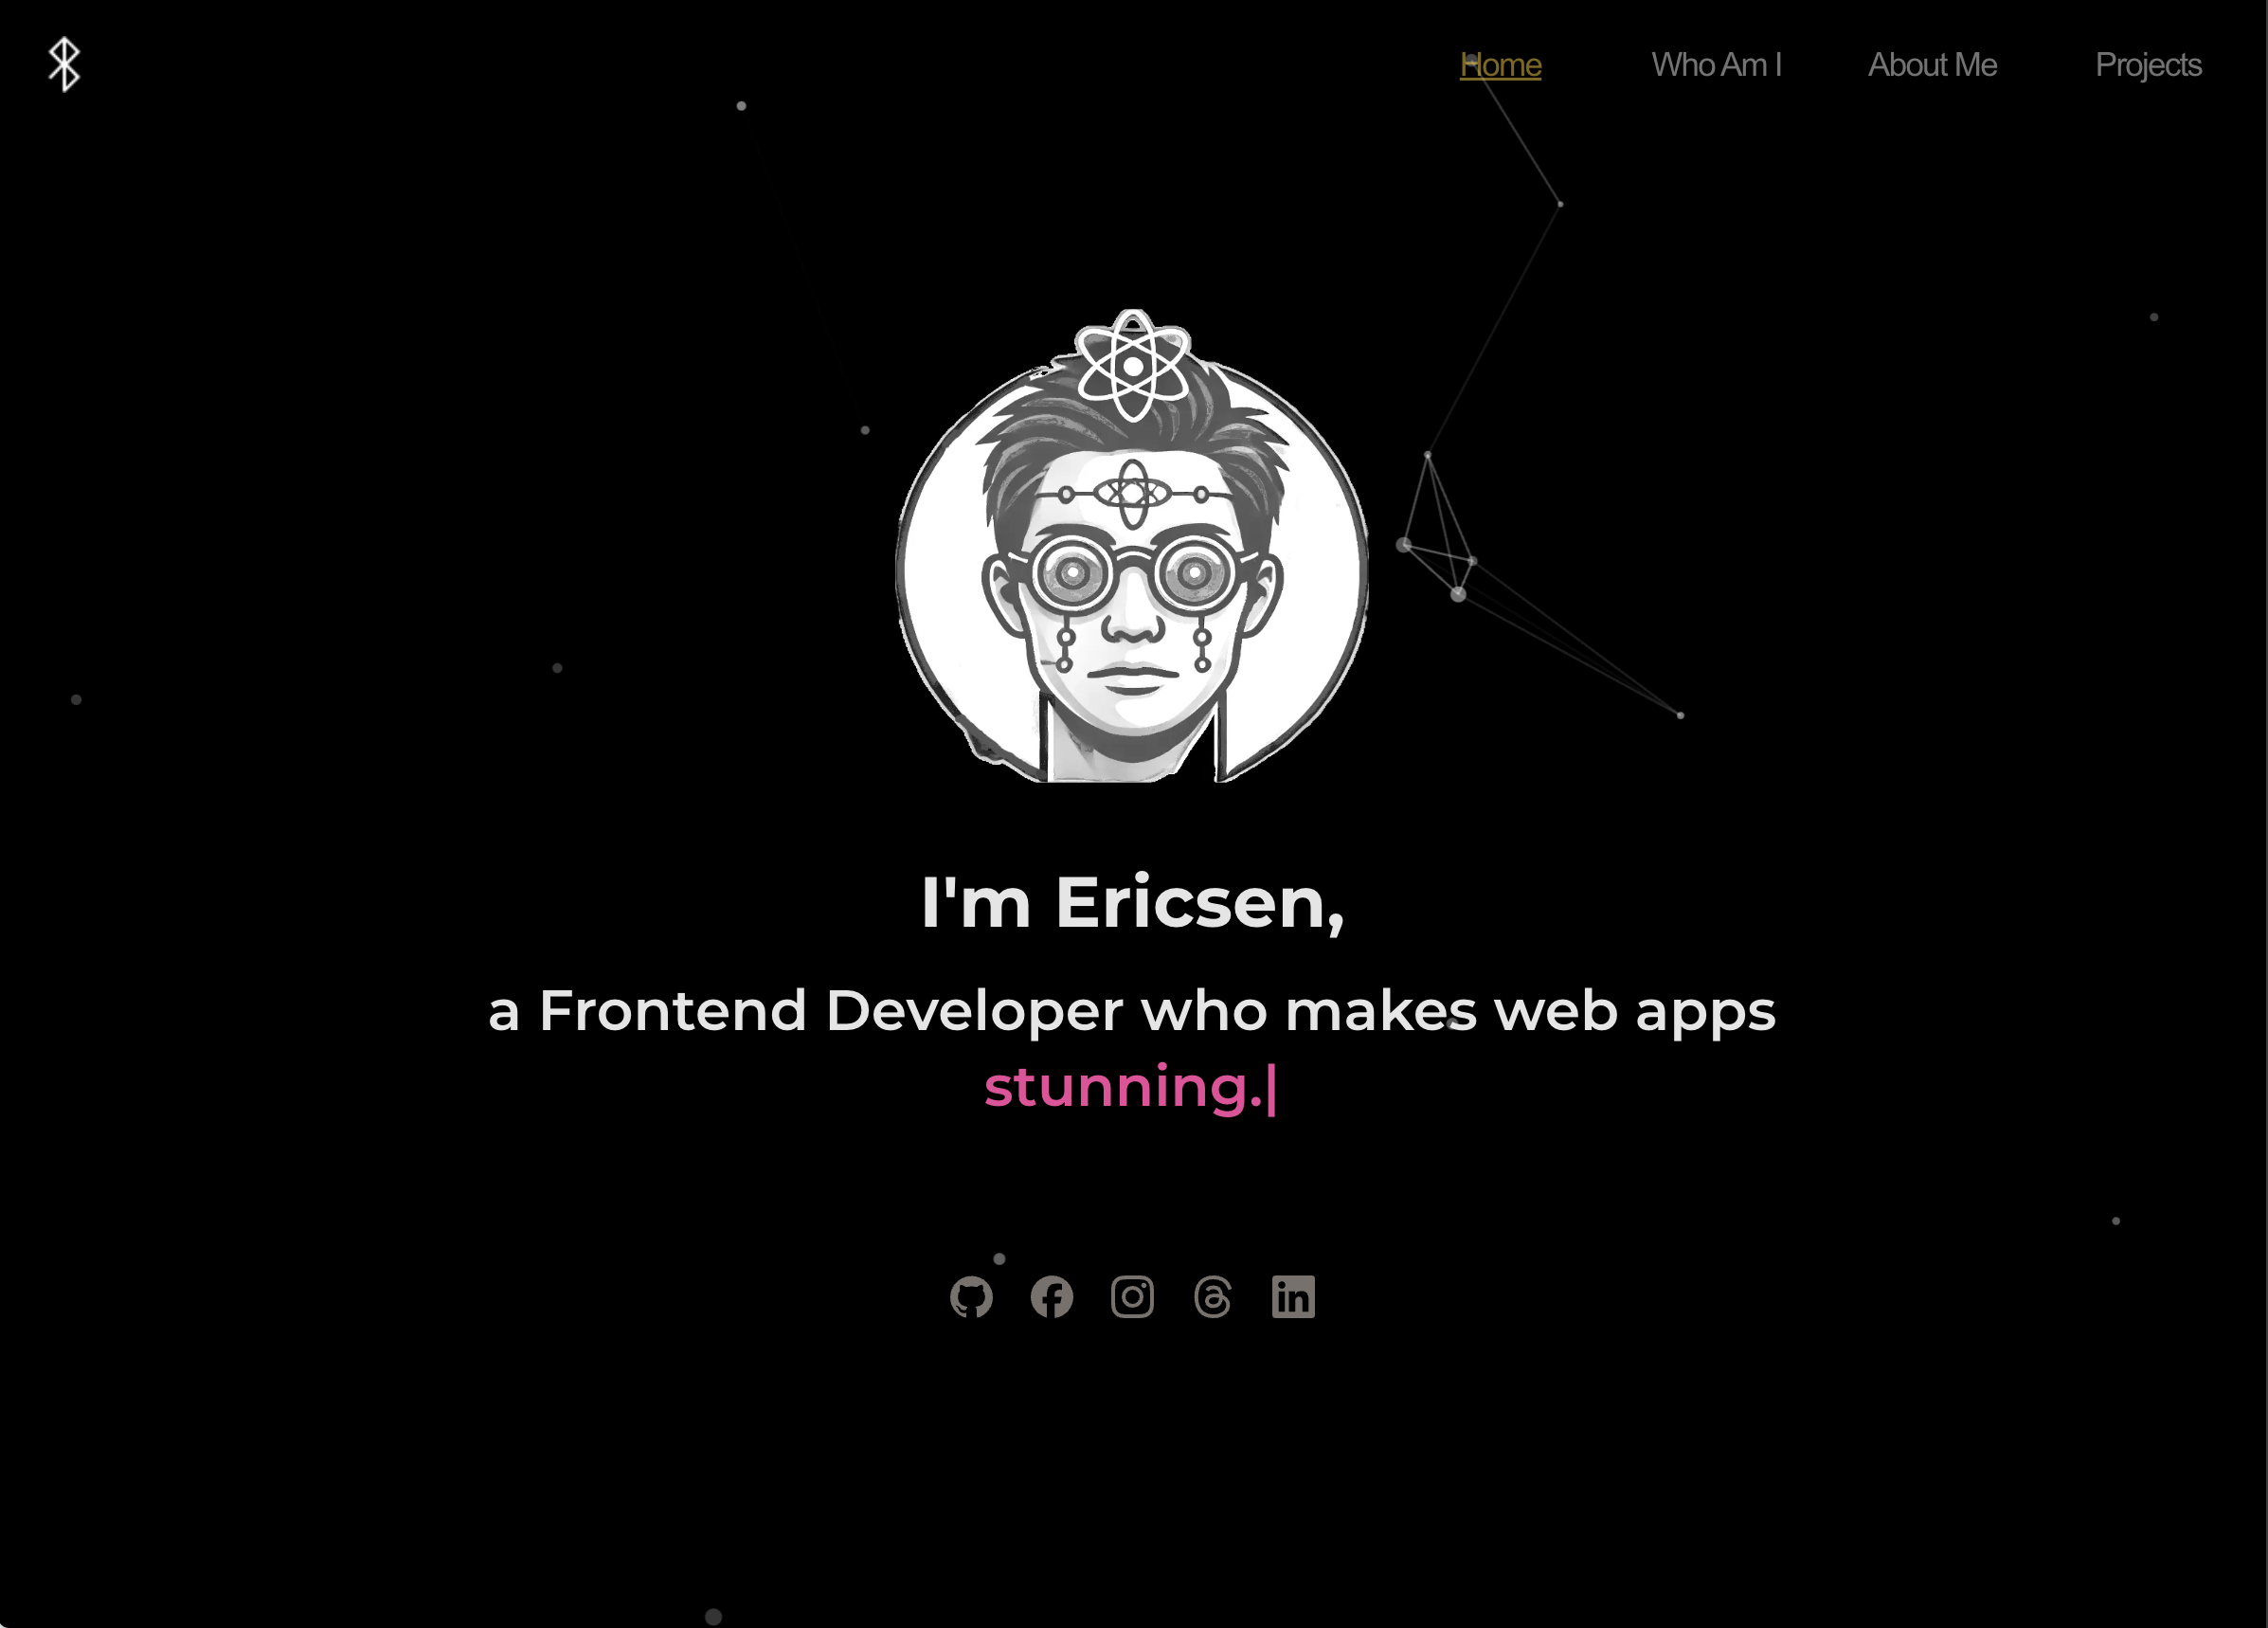 Home
Who Am I
About Me
Projects
I'm Ericsen,
a Frontend Developer who makes web apps
stunning.|